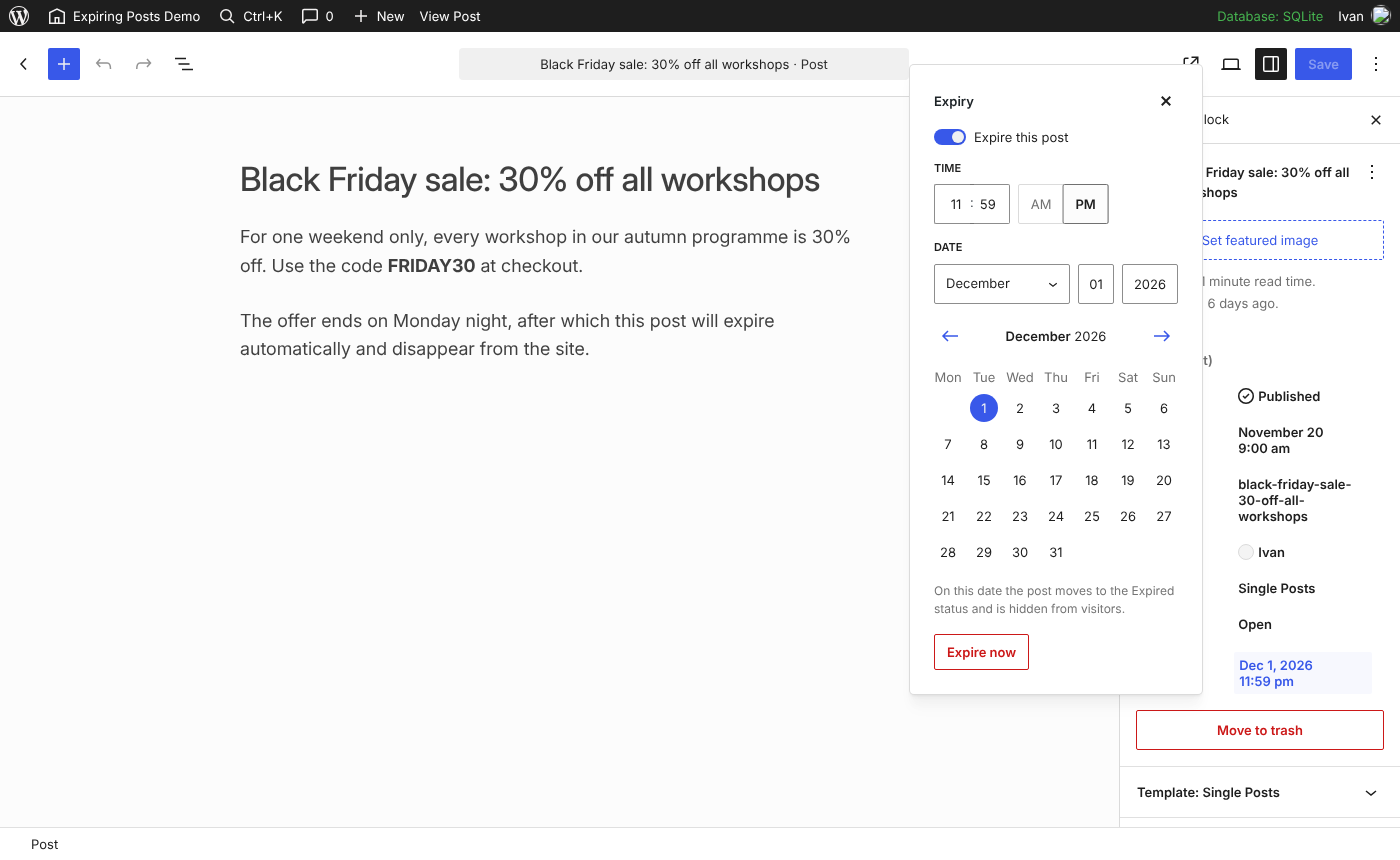 Expiring Posts Demo Ctrl+K 0 New View Post Database: SQLite Ivan
Black Friday sale: 30% off all workshops · Post Save
Black Friday sale: 30% off all workshops
For one weekend only, every workshop in our autumn programme is 30%
off. Use the code FRIDAY30 at checkout.
The offer ends on Monday night, after which this post will expire
automatically and disappear from the site.
Expiry
Expire this post
TIME
11 : 59 AM PM
DATE
December 01 2026
December 2026
Mon Tue Wed Thu Fri Sat Sun
1 2 3 4 5 6
7 8 9 10 11 12 13
14 15 16 17 18 19 20
21 22 23 24 25 26 27
28 29 30 31
On this date the post moves to the Expired
status and is hidden from visitors.
Expire now
lock
Friday sale: 30% off all
shops
Set featured image
minute read time.
6 days ago.
t)
Published
November 20
9:00 am
black-friday-sale-
30-off-all-
workshops
Ivan
Single Posts
Open
Dec 1, 2026
11:59 pm
Move to trash
Template: Single Posts
Post